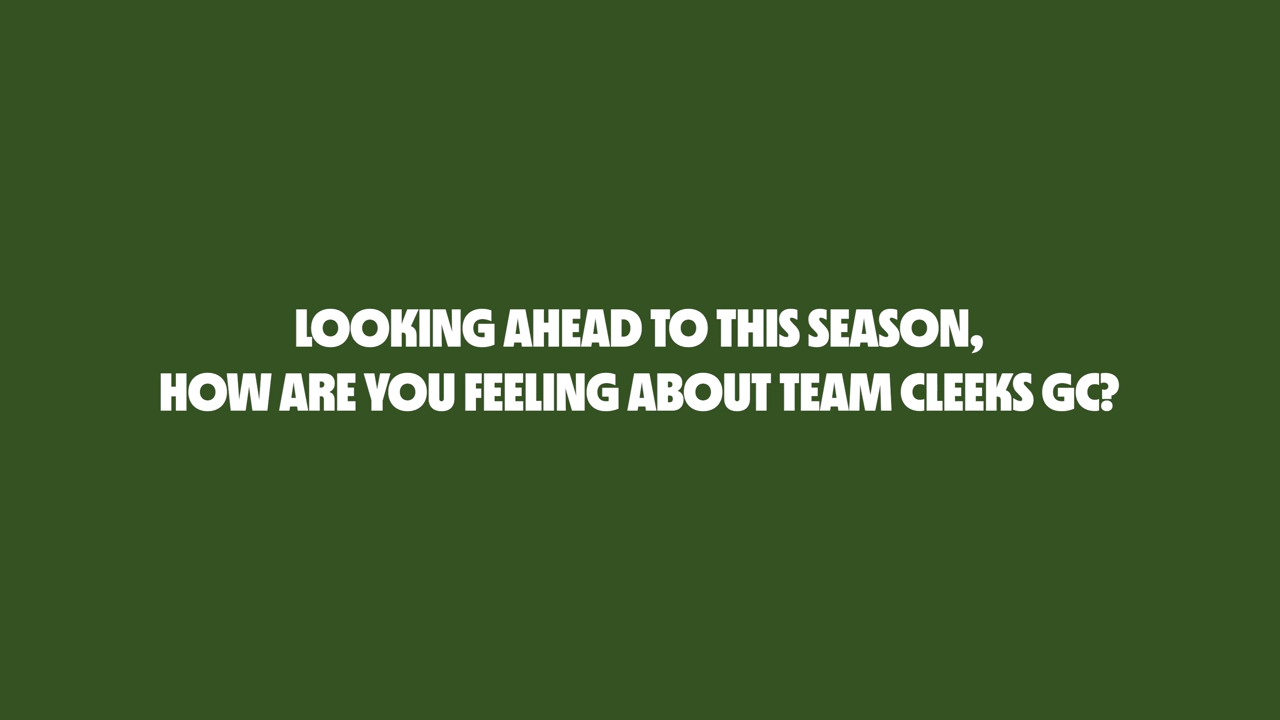 LOOKING AHEAD TO THIS SEASON,
HOW ARE YOU FEELING ABOUT TEAM CLEEKS GC?